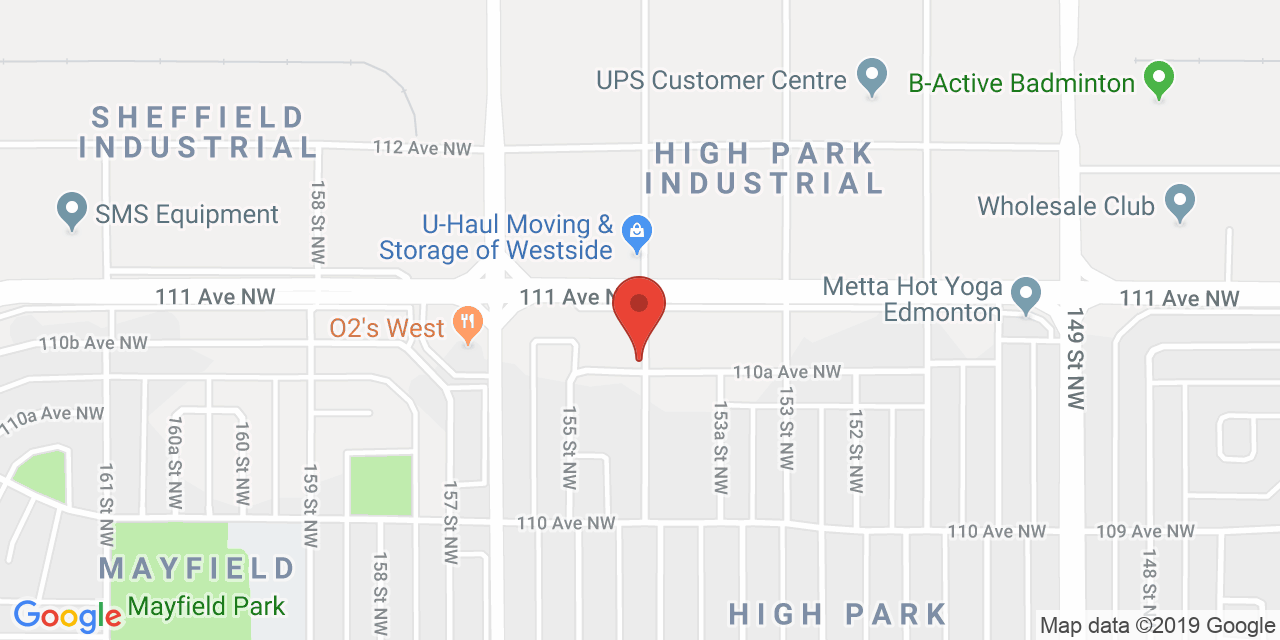 UPS Customer Centre
B-Active Badminton
SHEFFIELD
INDUSTRIAL
112 Ave NW
HIGH PARK
INDUSTRIAL
158 St NW
SMS Equipment
U-Haul Moving &
Storage of Westside
Wholesale Club
111 Ave NW
111 Ave N
Metta Hot Yoga
Edmonton
111 Ave NW
O2's West
110b Ave NW
149 St NW
110a Ave NW
110a Ave NW
160a St NW
160 St NW
155 St NW
153a St NW
153 St NW
152 St NW
161 St NW
159 St NW
157 St NW
110 Ave NW
110 Ave NW
109 Ave NW
158 St NW
148 St N
MAYFIELD
Mayfield Park
HIGH PARK
Google
Map data ©2019 Google